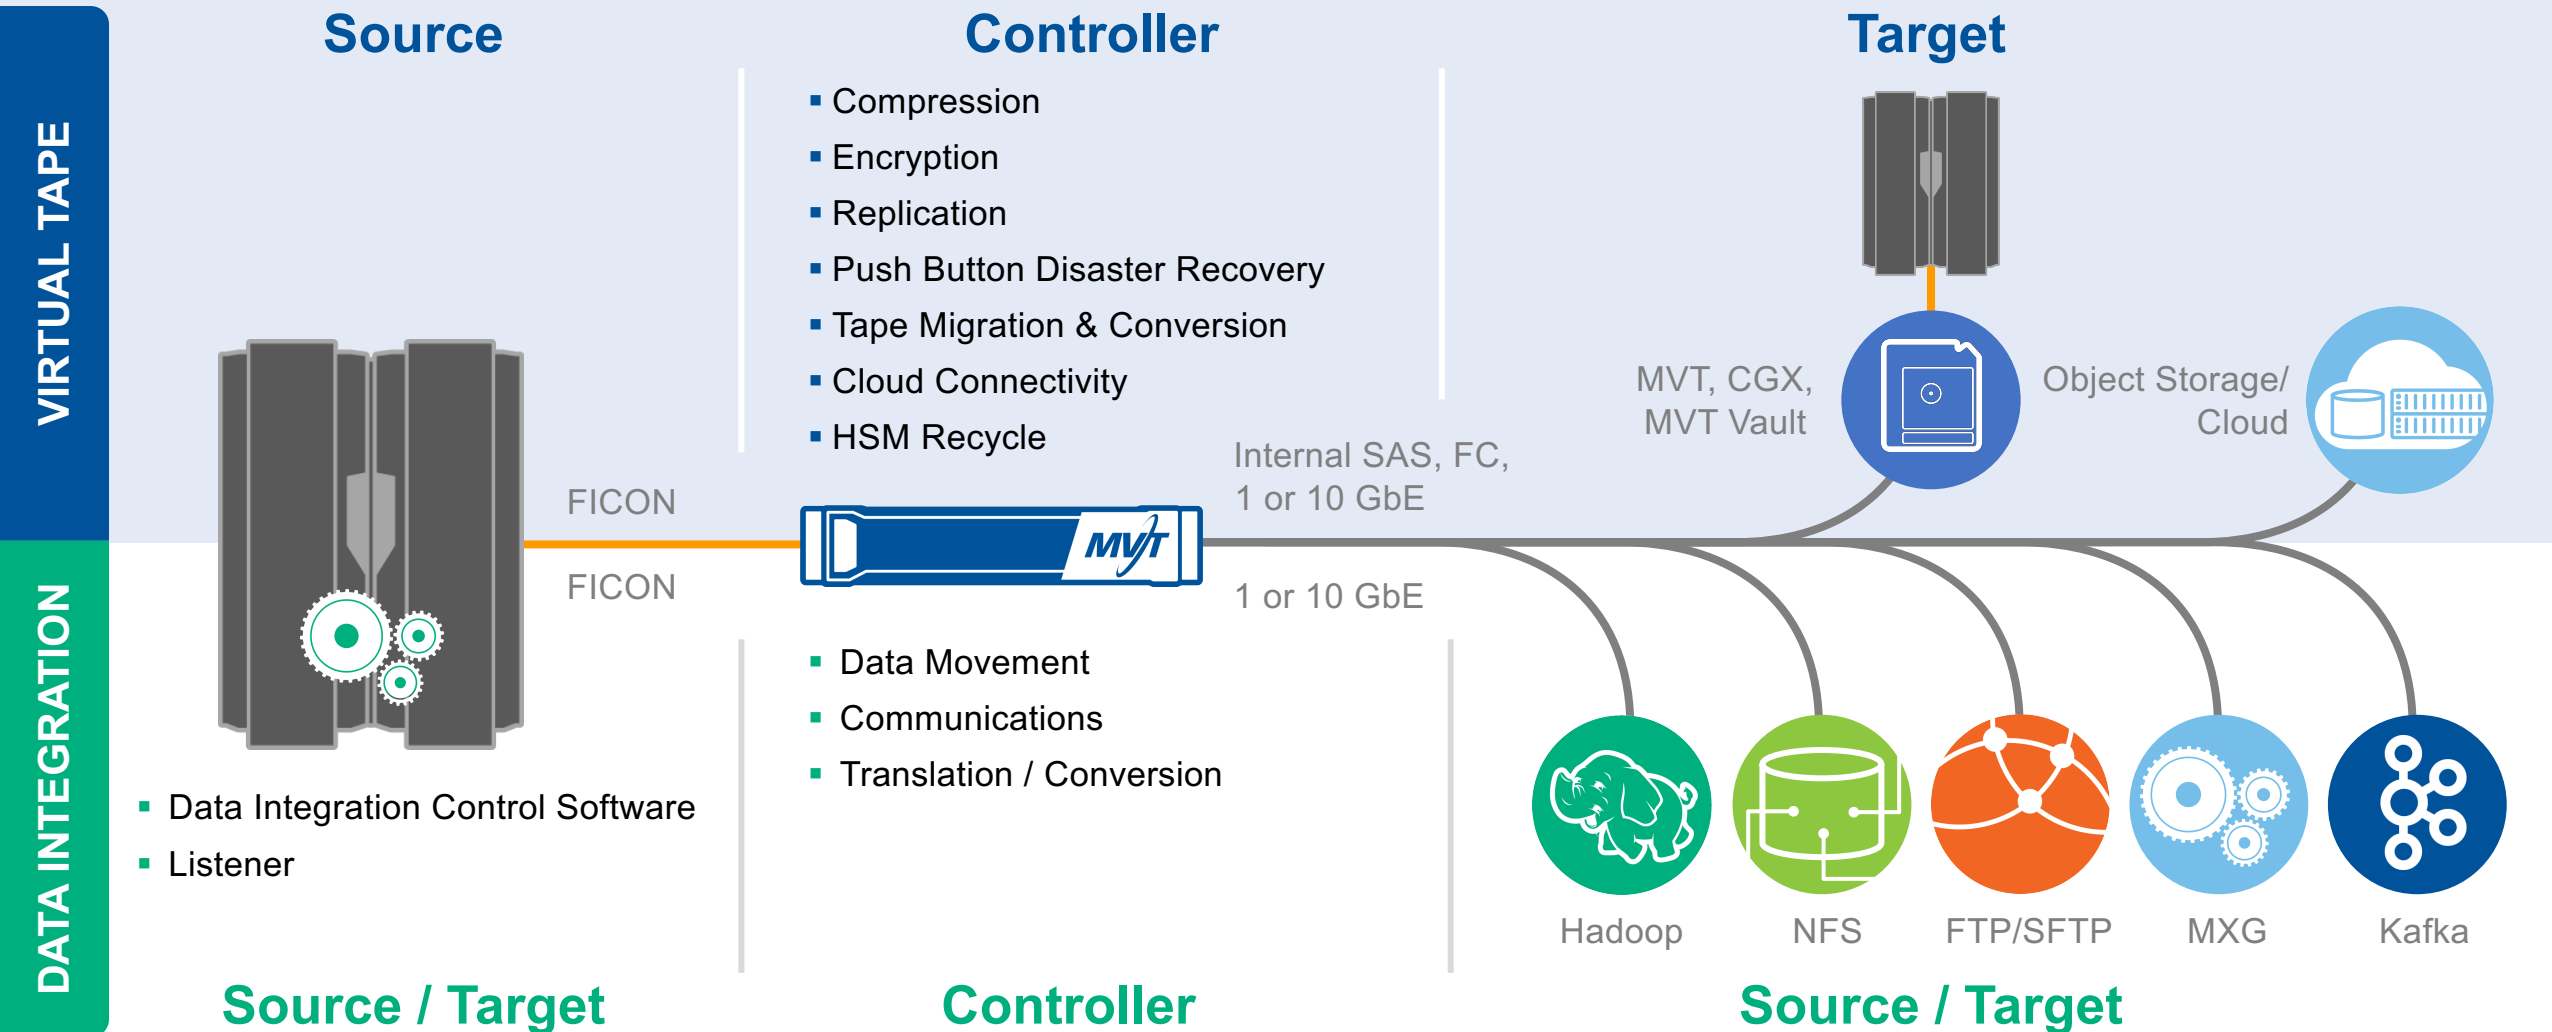 Source
Controller
Target
VIRTUAL TAPE
▪ Compression
▪ Encryption
▪ Replication
▪ Push Button Disaster Recovery
▪ Tape Migration & Conversion
▪ Cloud Connectivity
▪ HSM Recycle
MVT, CGX,
MVT Vault
Object Storage/
Cloud
FICON
Internal SAS, FC,
1 or 10 GbE
MVT
FICON
1 or 10 GbE
DATA INTEGRATION
▪ Data Integration Control Software
▪ Listener
▪ Data Movement
▪ Communications
▪ Translation / Conversion
Hadoop
NFS
FTP/SFTP
MXG
Kafka
Source / Target
Controller
Source / Target